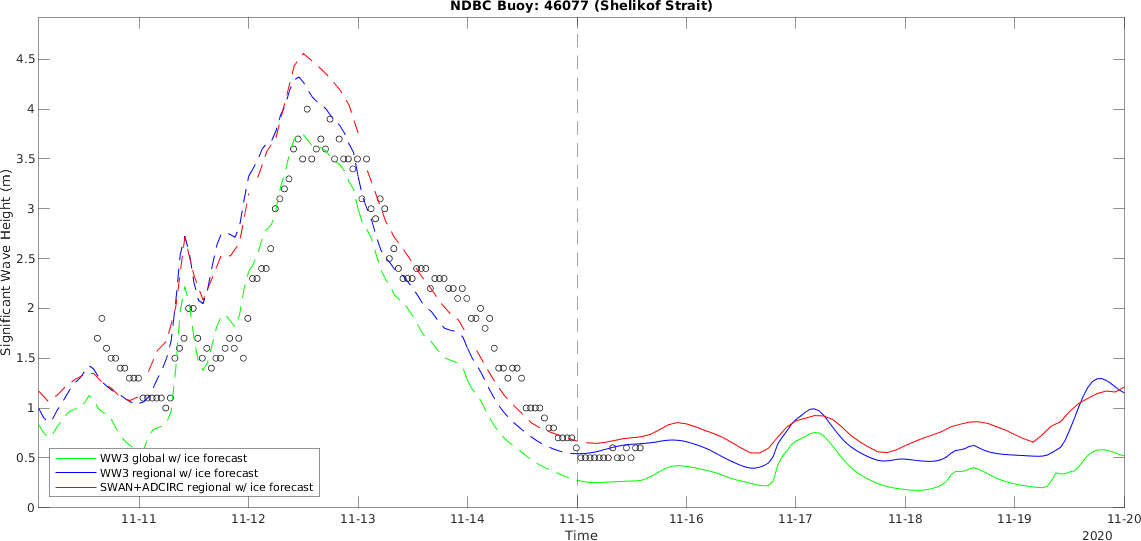 NDBC Buoy: 46077 (Shelikof Strait)
Significant Wave Height (m)
4.5
4
3.5
3
2.5
2
1.5
1
0.5
0
WW3 global w/ ice forecast
WW3 regional w/ ice forecast
SWAN+ADCIRC regional w/ ice forecast
11-11 11-12 11-13 11-14 11-15 11-16 11-17 11-18 11-19 11-20
Time
2020